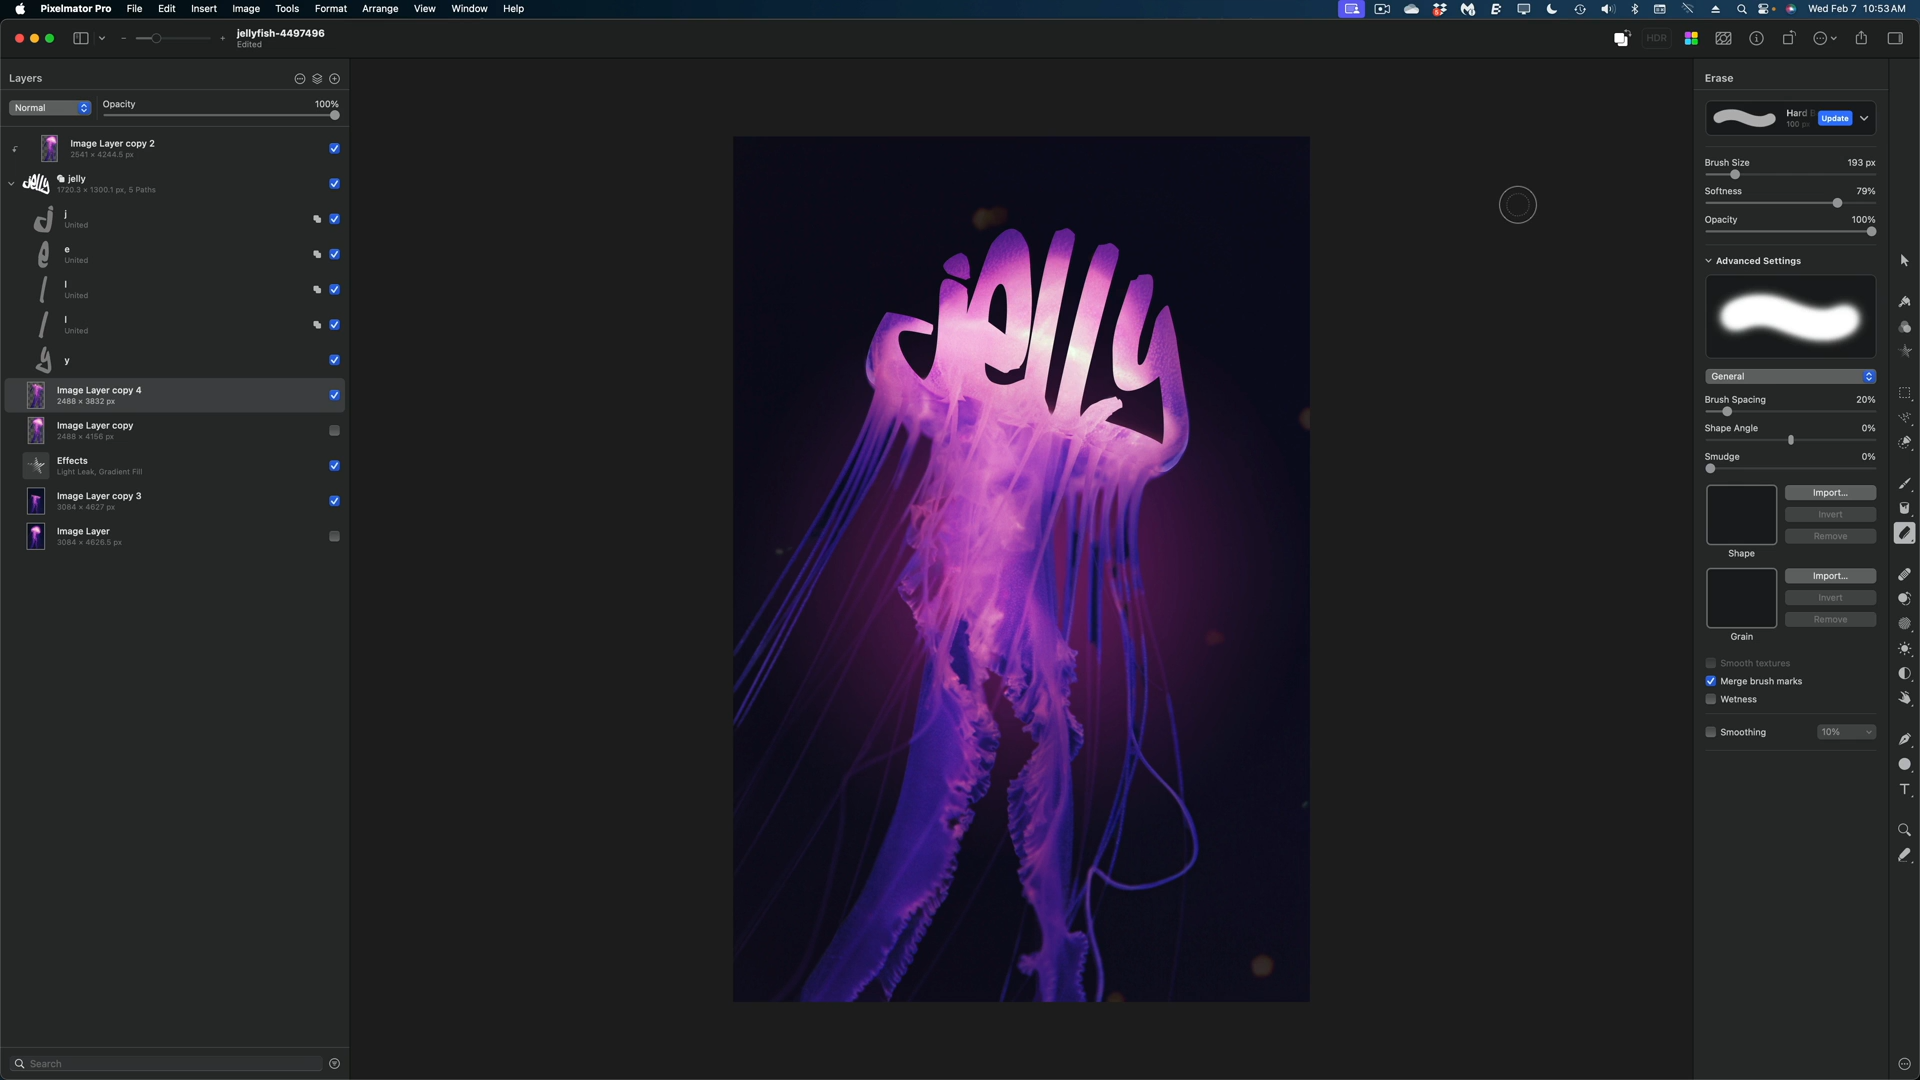 Pixelmator Pro File Edit Insert Image Tools Format Arrange View Window Help
Wed Feb 7 10:53 AM
jellyfish-4497496
Edited
HDR
Layers
Normal
Opacity 100%
Image Layer copy 2
2541 × 4244.5 px
jelly
1720.3 × 1300.1 px, 5 Paths
j
United
e
United
l
United
l
United
y
Image Layer copy 4
2488 × 3832 px
Image Layer copy
2488 × 4156 px
Effects
Light Leak, Gradient Fill
Image Layer copy 3
3084 × 4627 px
Image Layer
3084 × 4626.5 px
Search
jelly
Erase
Hard
100
Update
Brush Size 193 px
Softness 79%
Opacity 100%
Advanced Settings
General
Brush Spacing 20%
Shape Angle 0%
Smudge 0%
Import...
Invert
Remove
Shape
Import...
Invert
Remove
Grain
Smooth textures
Merge brush marks
Wetness
Smoothing 10%